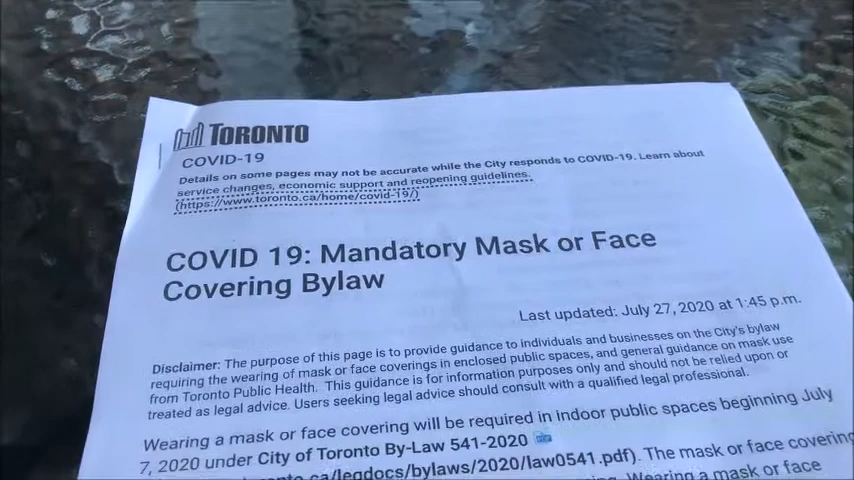 TORONTO
COVID-19
Details on some pages may not be accurate while the City responds to COVID-19. Learn about
service changes, economic support and reopening guidelines.
(https://www.toronto.ca/home/covid-19/)
COVID 19: Mandatory Mask or Face
Covering Bylaw
Last updated: July 27, 2020 at 1:45 p.m.
Disclaimer: The purpose of this page is to provide guidance to individuals and businesses on the City's bylaw
requiring the wearing of mask or face coverings in enclosed public spaces, and general guidance on mask use
from Toronto Public Health. This guidance is for information purposes only and should not be relied upon or
treated as legal advice. Users seeking legal advice should consult with a qualified legal professional.
Wearing a mask or face covering will be required in indoor public spaces beginning July
7, 2020 under City of Toronto By-Law 541-2020
nto.ca/legdocs/bylaws/2020/law0541.pdf). The mask or face covering
Wearing a mask or face